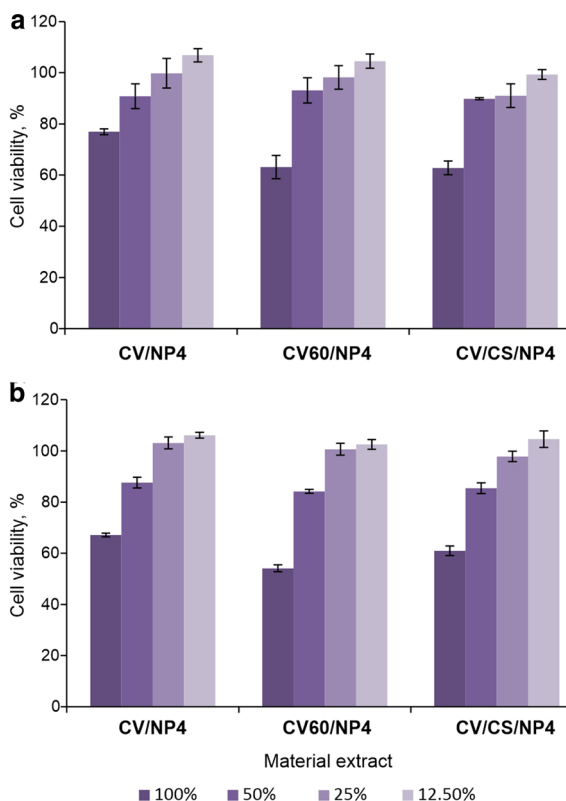 a
120
100
80
60
40
20
0
Cell viability, %
CV/NP4 CV60/NP4 CV/CS/NP4
b
120
100
80
60
40
20
0
Cell viability, %
CV/NP4 CV60/NP4 CV/CS/NP4
Material extract
100% 50% 25% 12.50%